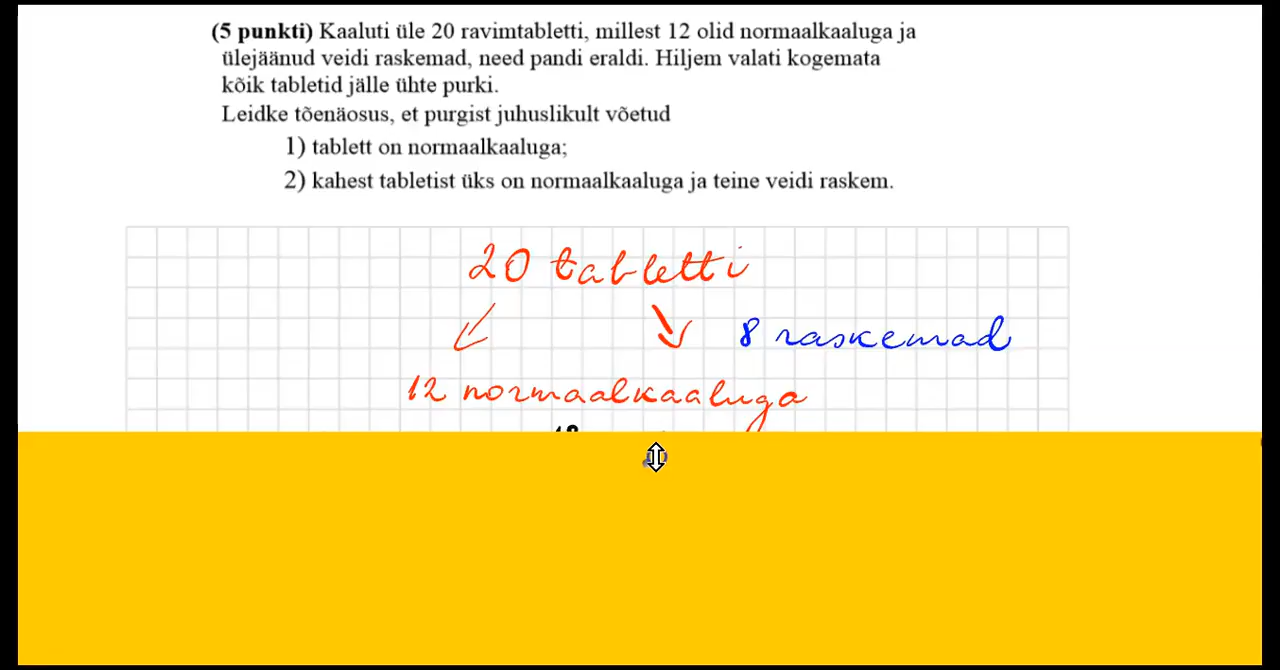 (5 punkti) Kaaluti üle 20 ravimtabletti, millest 12 olid normaalkaaluga ja
ülejäänud veidi raskemad, need pandi eraldi. Hiljem valati kogemata
kõik tabletid jälle ühte purki.
Leidke tõenäosus, et purgist juhuslikult võetud
1) tablett on normaalkaaluga;
2) kahest tabletist üks on normaalkaaluga ja teine veidi raskem.
20 tabletti
8 raskemad
12 normaalkaaluga